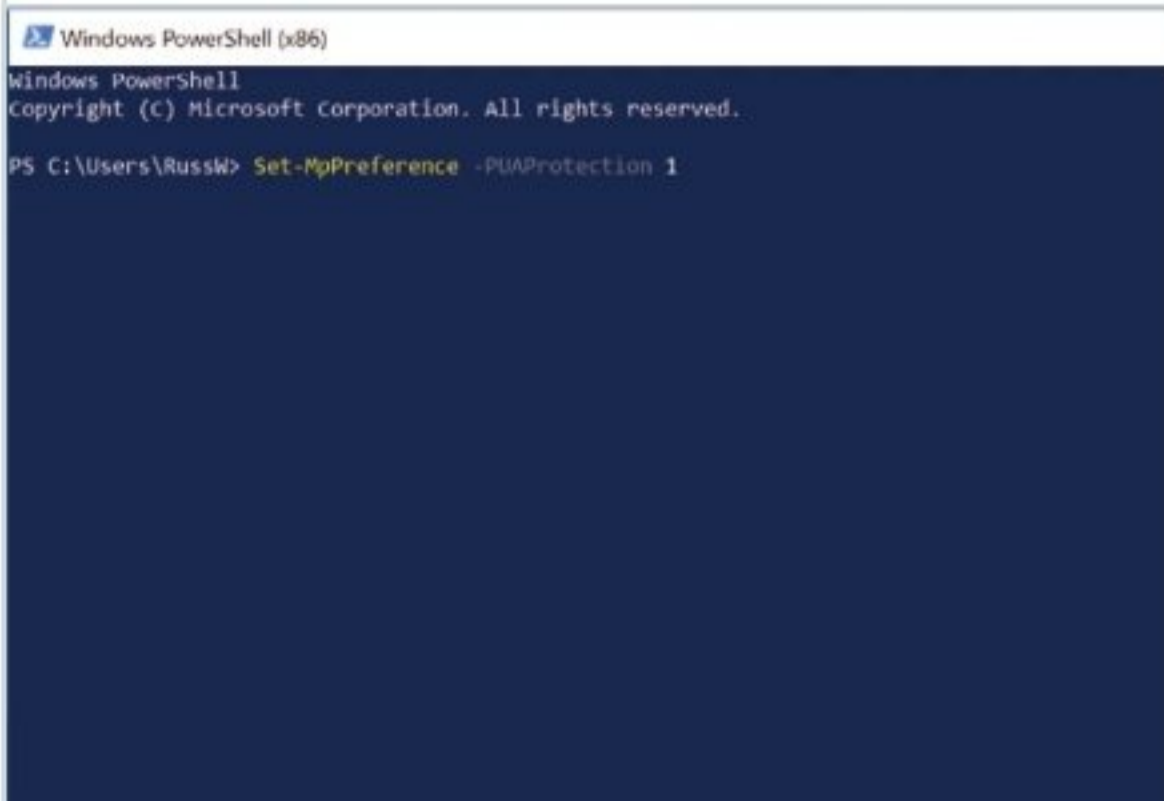 Windows PowerShell (x86)
Windows PowerShell
Copyright (C) Microsoft Corporation. All rights reserved.
PS C:\Users\RussW> Set-MpPreference -PUAProtection 1